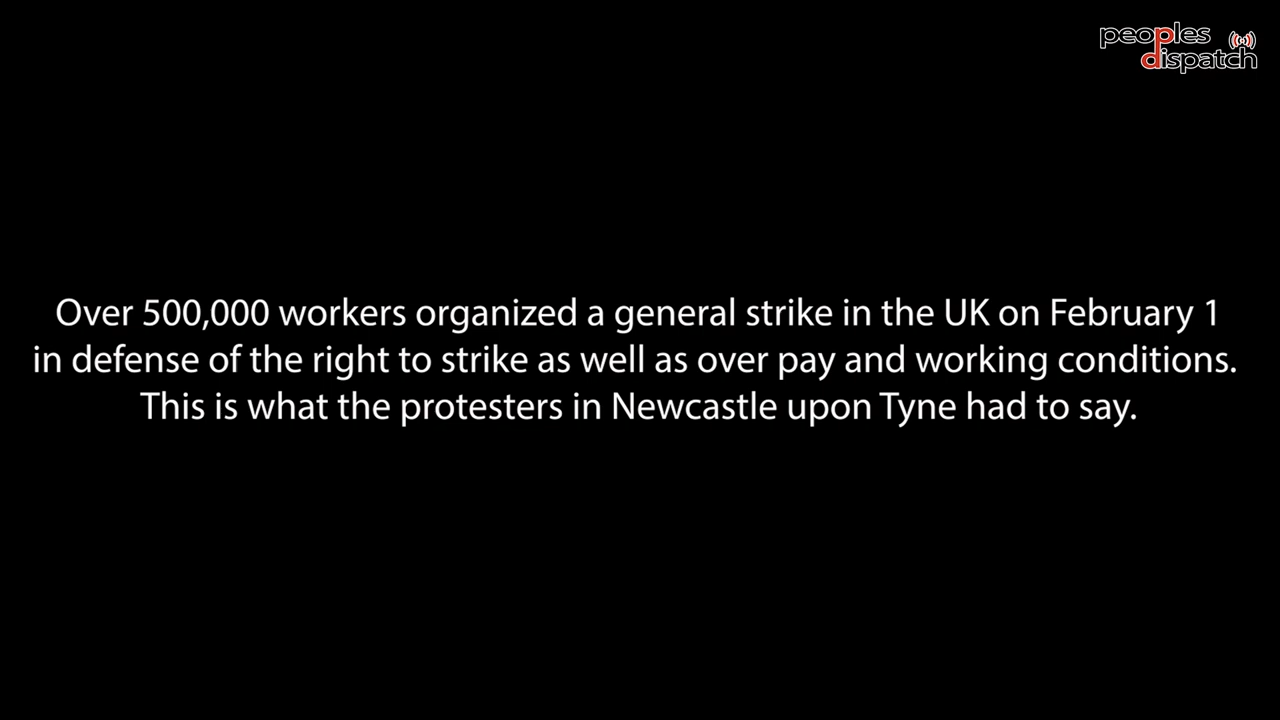 peoples
dispatch
Over 500,000 workers organized a general strike in the UK on February 1
in defense of the right to strike as well as over pay and working conditions.
This is what the protesters in Newcastle upon Tyne had to say.